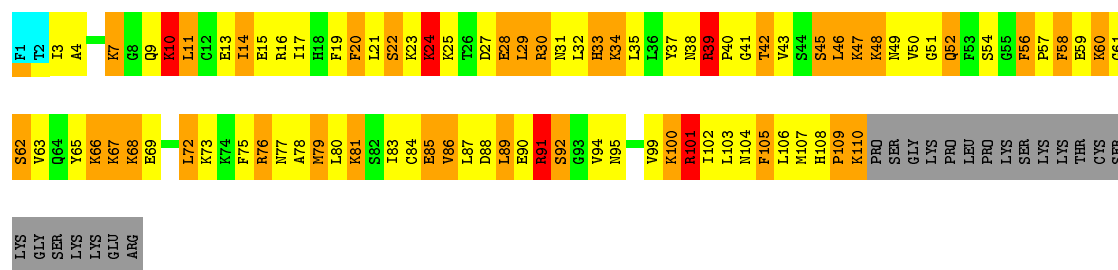 F1 T2 I3 A4 K7 G8 Q9 K10 L11 C12 E13 I14 E15 R16 I17 H18 F19 F20 L21 S22 K23 K24 K25 T26 D27 E28 L29 R30 N31 L32 H33 K34 L35 L36 Y37 N38 R39 P40 G41 T42 V43 S44 S45 L46 K47 K48 N49 V50 G51 Q52 F53 S54 G55 F56 P57 F58 E59 K60 G61
S62 V63 Q64 Y65 K66 K67 K68 E69 L72 K73 K74 F75 R76 N77 A78 M79 L80 K81 S82 I83 C84 E85 V86 L87 D88 L89 E90 R91 S92 G93 V94 N95 V99 K100 R101 I102 L103 N104 F105 L106 M107 H108 P109 K110 PRO SER GLY LYS PRO LEU PRO LYS SER LYS LYS THR CYS SER
LYS GLY SER LYS LYS GLU ARG